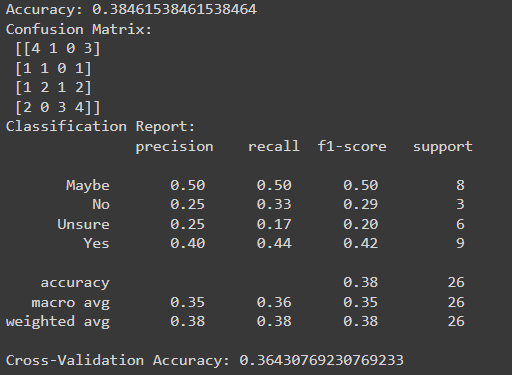 Accuracy: 0.38461538461538464
Confusion Matrix:
[[4 1 0 3]
[1 1 0 1]
[1 2 1 2]
[2 0 3 4]]
Classification Report:
precision recall f1-score support
Maybe 0.50 0.50 0.50 8
No 0.25 0.33 0.29 3
Unsure 0.25 0.17 0.20 6
Yes 0.40 0.44 0.42 9
accuracy 0.38 26
macro avg 0.35 0.36 0.35 26
weighted avg 0.38 0.38 0.38 26
Cross-Validation Accuracy: 0.36430769230769233